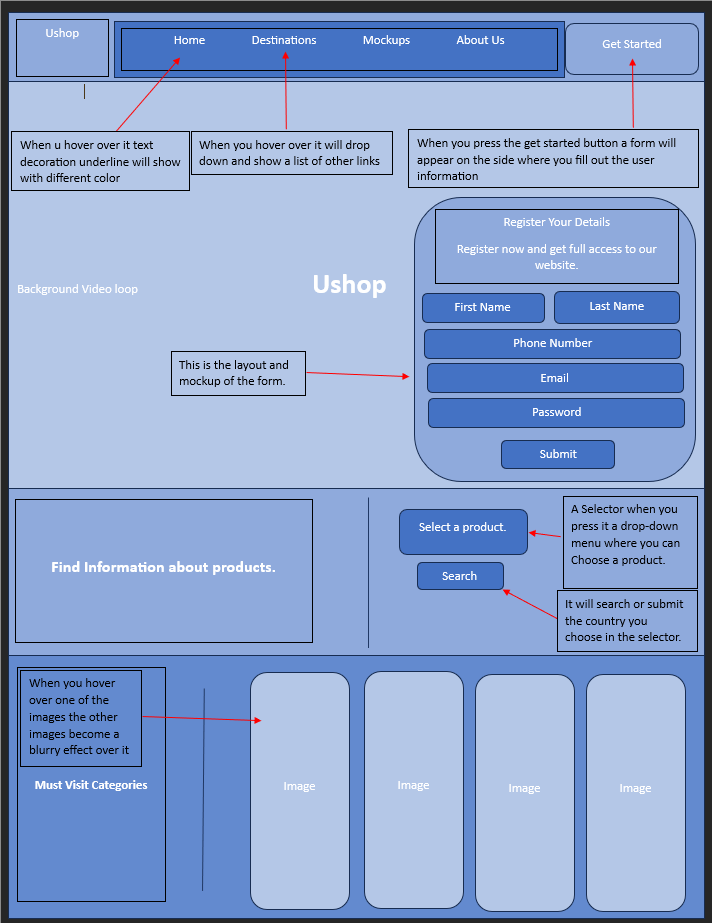 Ushop
Home
Destinations
Mockups
About Us
Get Started
When u hover over it text
decoration underline will show
with different color
When you hover over it will drop
down and show a list of other links
When you press the get started button a form will
appear on the side where you fill out the user
information
Register Your Details
Register now and get full access to our
website.
Background Video loop
Ushop
First Name
Last Name
Phone Number
This is the layout and
mockup of the form.
Email
Password
Submit
Find Information about products.
Select a product.
Search
A Selector when you
press it a drop-down
menu where you can
Choose a product.
It will search or submit
the country you
choose in the selector.
When you hover
over one of the
images the other
images become a
blurry effect over it
Must Visit Categories
Image
Image
Image
Image